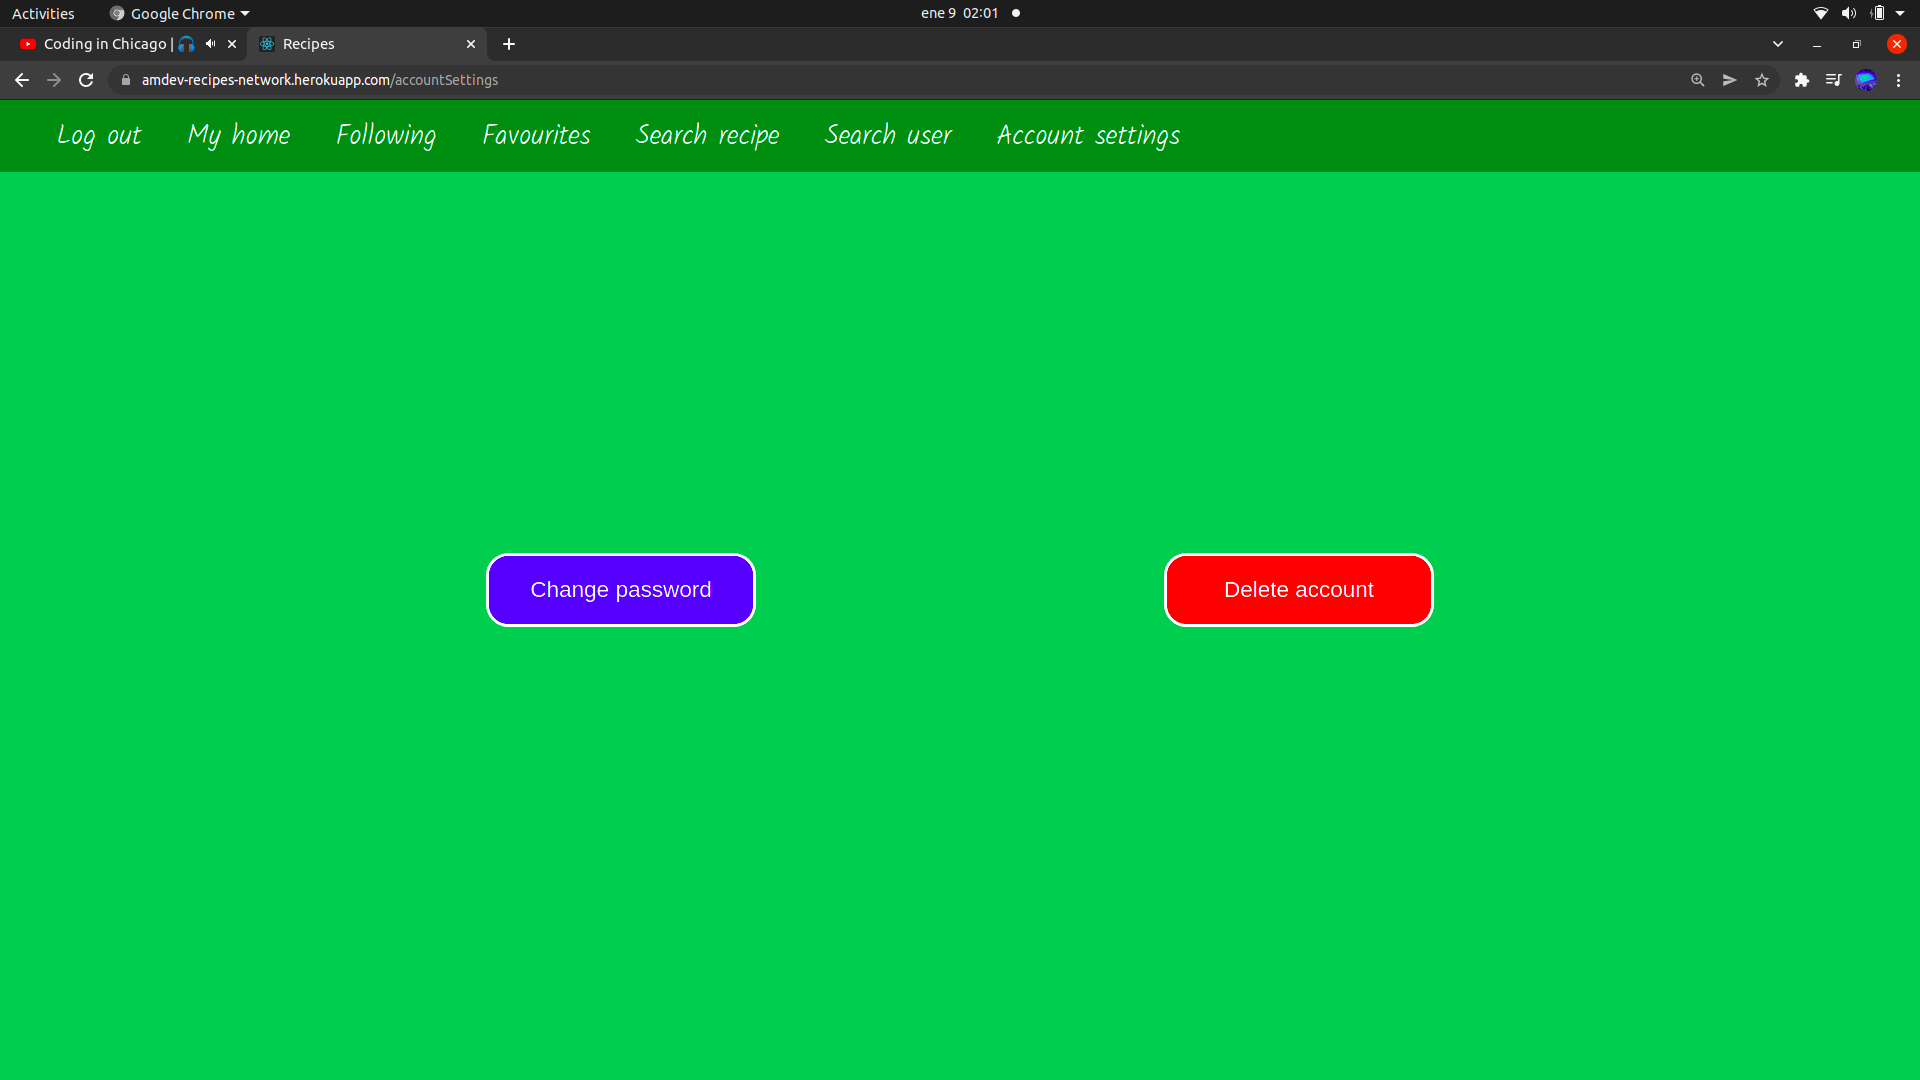 Activities Google Chrome ene 9 02:01
Coding in Chicago | Recipes
amdev-recipes-network.herokuapp.com/accountSettings
Log out My home Following Favourites Search recipe Search user Account settings
Change password Delete account